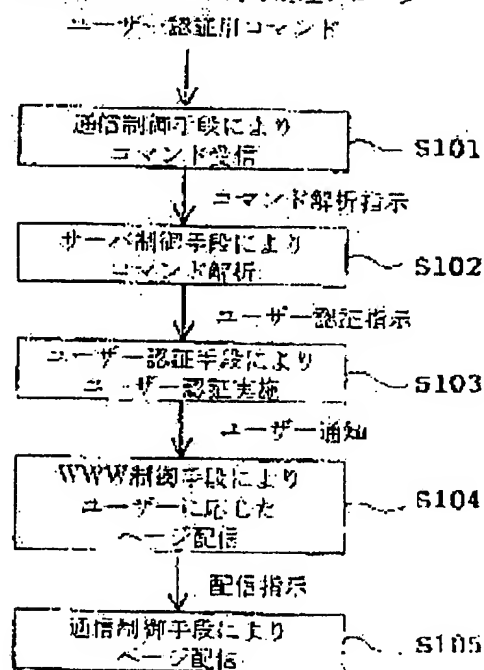 ユーザー認証用コマンド
通信制御手段により
コマンド受信
S101
コマンド解析指示
サーバ制御手段により
コマンド解析
S102
ユーザー認証指示
ユーザー認証手段により
ユーザー認証実施
S103
ユーザー通知
WWW制御手段により
ユーザーに応じた
ページ配信
S104
配信指示
通信制御手段により
ページ配信
S105